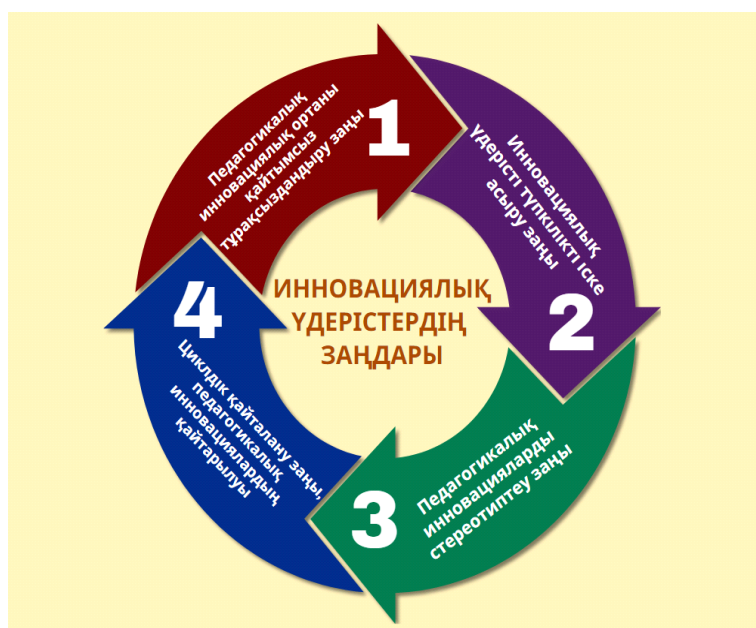 1
Педагогикалық
инновациялық ортаны
қайтымсыз
тұрақсыздандыру заңы
Инновациялық
үдерісті түпкілікті іске
асыру заңы
2
ИННОВАЦИЯЛЫҚ
ҮДЕРІСТЕРДІҢ
ЗАҢДАРЫ
3
Педагогикалық
инновацияларды
стереотиптеу заңы
4
Циклдік қайталану заңы,
педагогикалық
инновациялардың
қайтарылуы